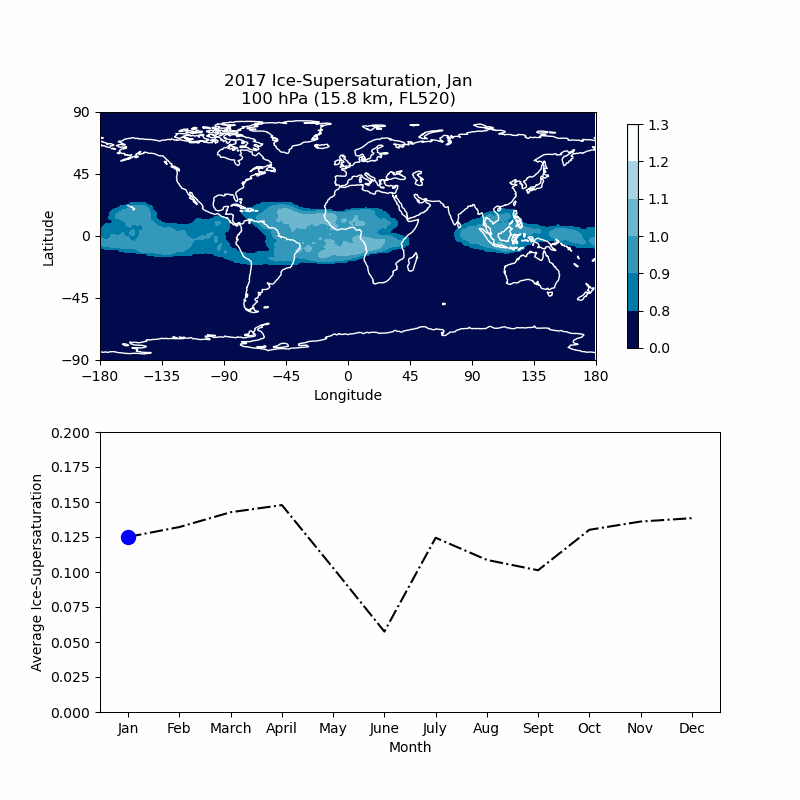 2017 Ice-Supersaturation, Jan
100 hPa (15.8 km, FL520)
90
45
0
−45
−90
Latitude
−180 −135 −90 −45 0 45 90 135 180
Longitude
1.3
1.2
1.1
1.0
0.9
0.8
0.0
0.200
0.175
0.150
0.125
0.100
0.075
0.050
0.025
0.000
Average Ice-Supersaturation
Jan Feb March April May June July Aug Sept Oct Nov Dec
Month